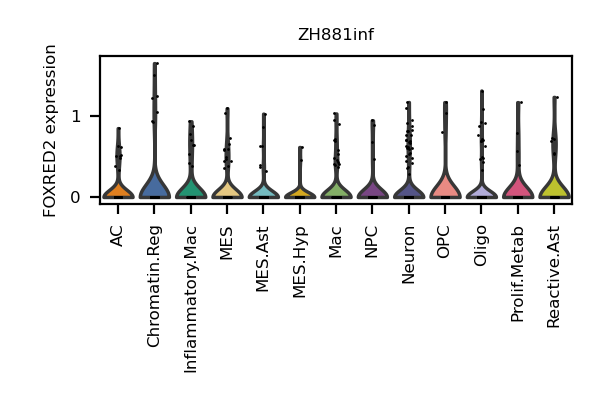 ZH881inf
FOXRED2 expression
1
0
AC
Chromatin.Reg
Inflammatory.Mac
MES
MES.Ast
MES.Hyp
Mac
NPC
Neuron
OPC
Oligo
Prolif.Metab
Reactive.Ast